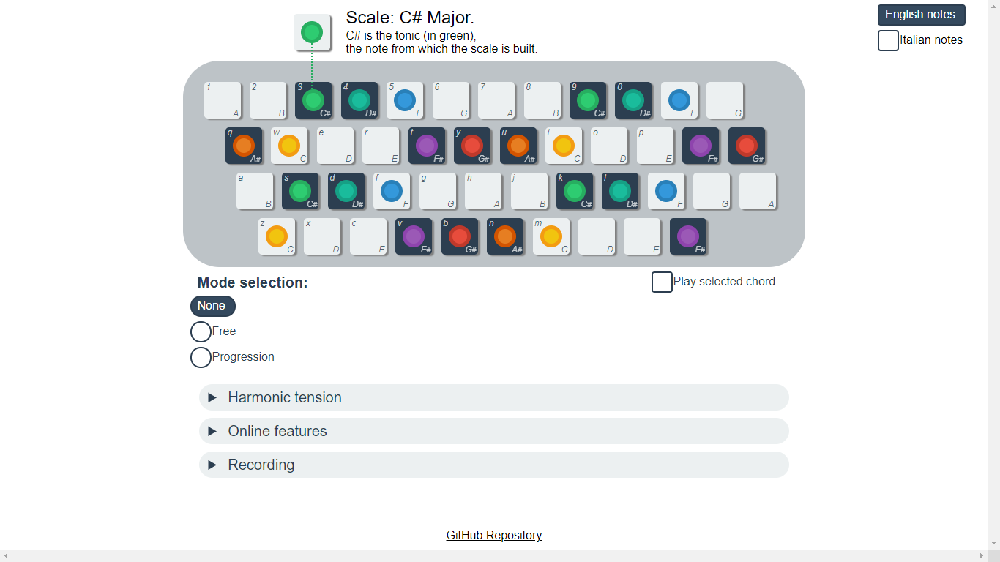 Scale: C# Major.
C# is the tonic (in green),
the note from which the scale is built.
English notes
Italian notes
1 A 2 B 3 C# 4 D# 5 F 6 G 7 A 8 B 9 C# 0 D# F G
q A# w C e D r E t F# y G# u A# i C o D p E F# G#
a B s C# d D# f F g G h A j B k C# l D# F G A
z C x D c E v F# b G# n A# m C D E F#
Mode selection:
Play selected chord
None
Free
Progression
Harmonic tension
Online features
Recording
GitHub Repository